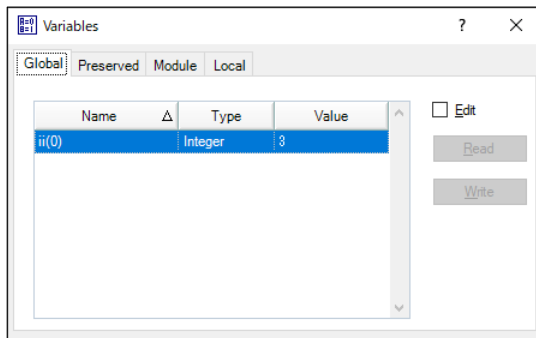 Variables ? ×
Global Preserved Module Local
Name Δ Type Value
ii(0) Integer 3
Edit
Read
Write